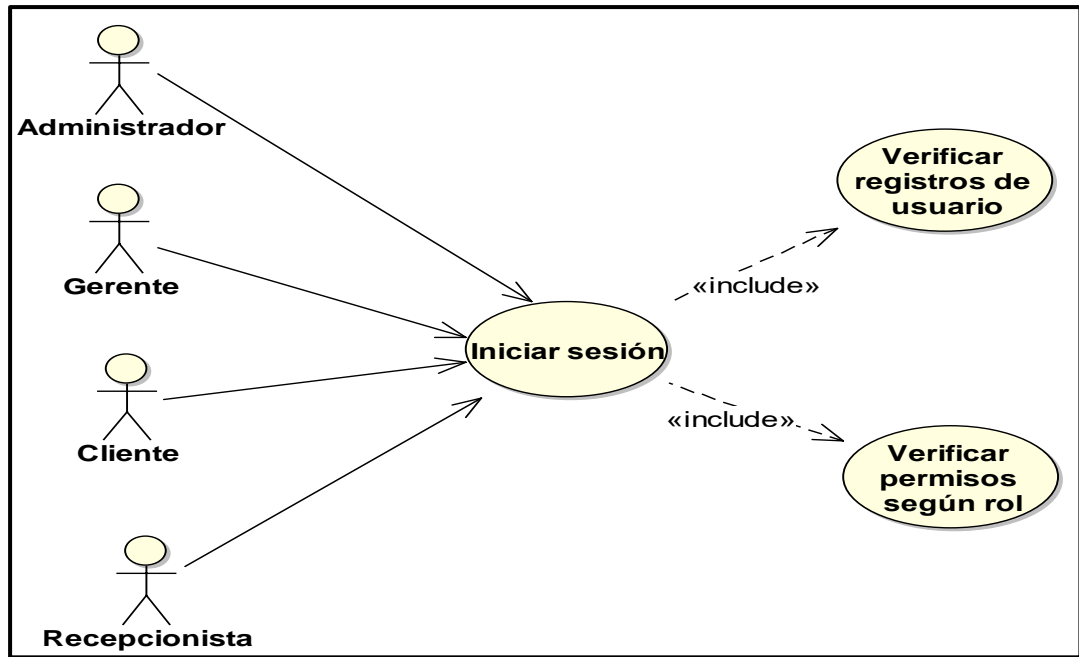 Administrador
Gerente
Cliente
Recepcionista
Iniciar sesión
«include»
«include»
Verificar
registros de
usuario
Verificar
permisos
según rol